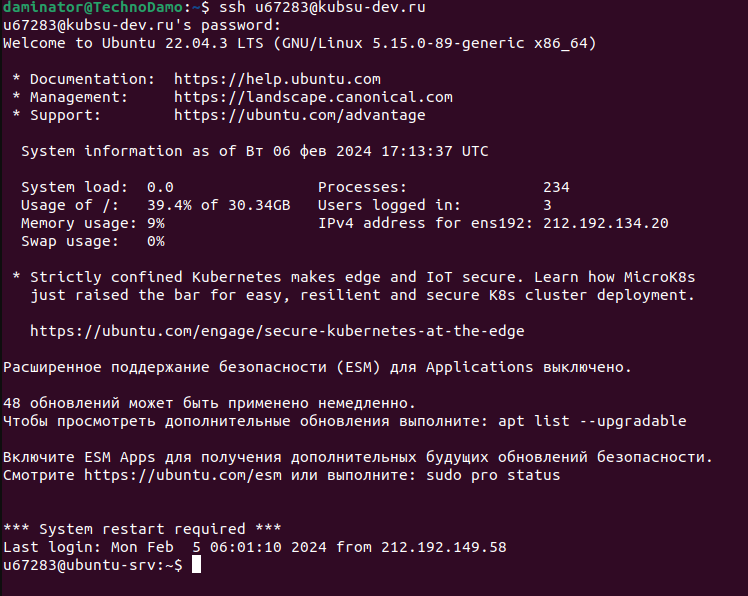 daminator@TechnoDamo:~$ ssh u67283@kubsu-dev.ru
u67283@kubsu-dev.ru's password:
Welcome to Ubuntu 22.04.3 LTS (GNU/Linux 5.15.0-89-generic x86_64)
* Documentation:  https://help.ubuntu.com
* Management:     https://landscape.canonical.com
* Support:        https://ubuntu.com/advantage
System information as of Вт 06 фев 2024 17:13:37 UTC
System load:  0.0                Processes:               234
Usage of /:   39.4% of 30.34GB   Users logged in:         3
Memory usage: 9%                 IPv4 address for ens192: 212.192.134.20
Swap usage:   0%
* Strictly confined Kubernetes makes edge and IoT secure. Learn how MicroK8s
just raised the bar for easy, resilient and secure K8s cluster deployment.
https://ubuntu.com/engage/secure-kubernetes-at-the-edge
Расширенное поддержание безопасности (ESM) для Applications выключено.
48 обновлений может быть применено немедленно.
Чтобы просмотреть дополнительные обновления выполните: apt list --upgradable
Включите ESM Apps для получения дополнительных будущих обновлений безопасности.
Смотрите https://ubuntu.com/esm или выполните: sudo pro status
*** System restart required ***
Last login: Mon Feb  5 06:01:10 2024 from 212.192.149.58
u67283@ubuntu-srv:~$